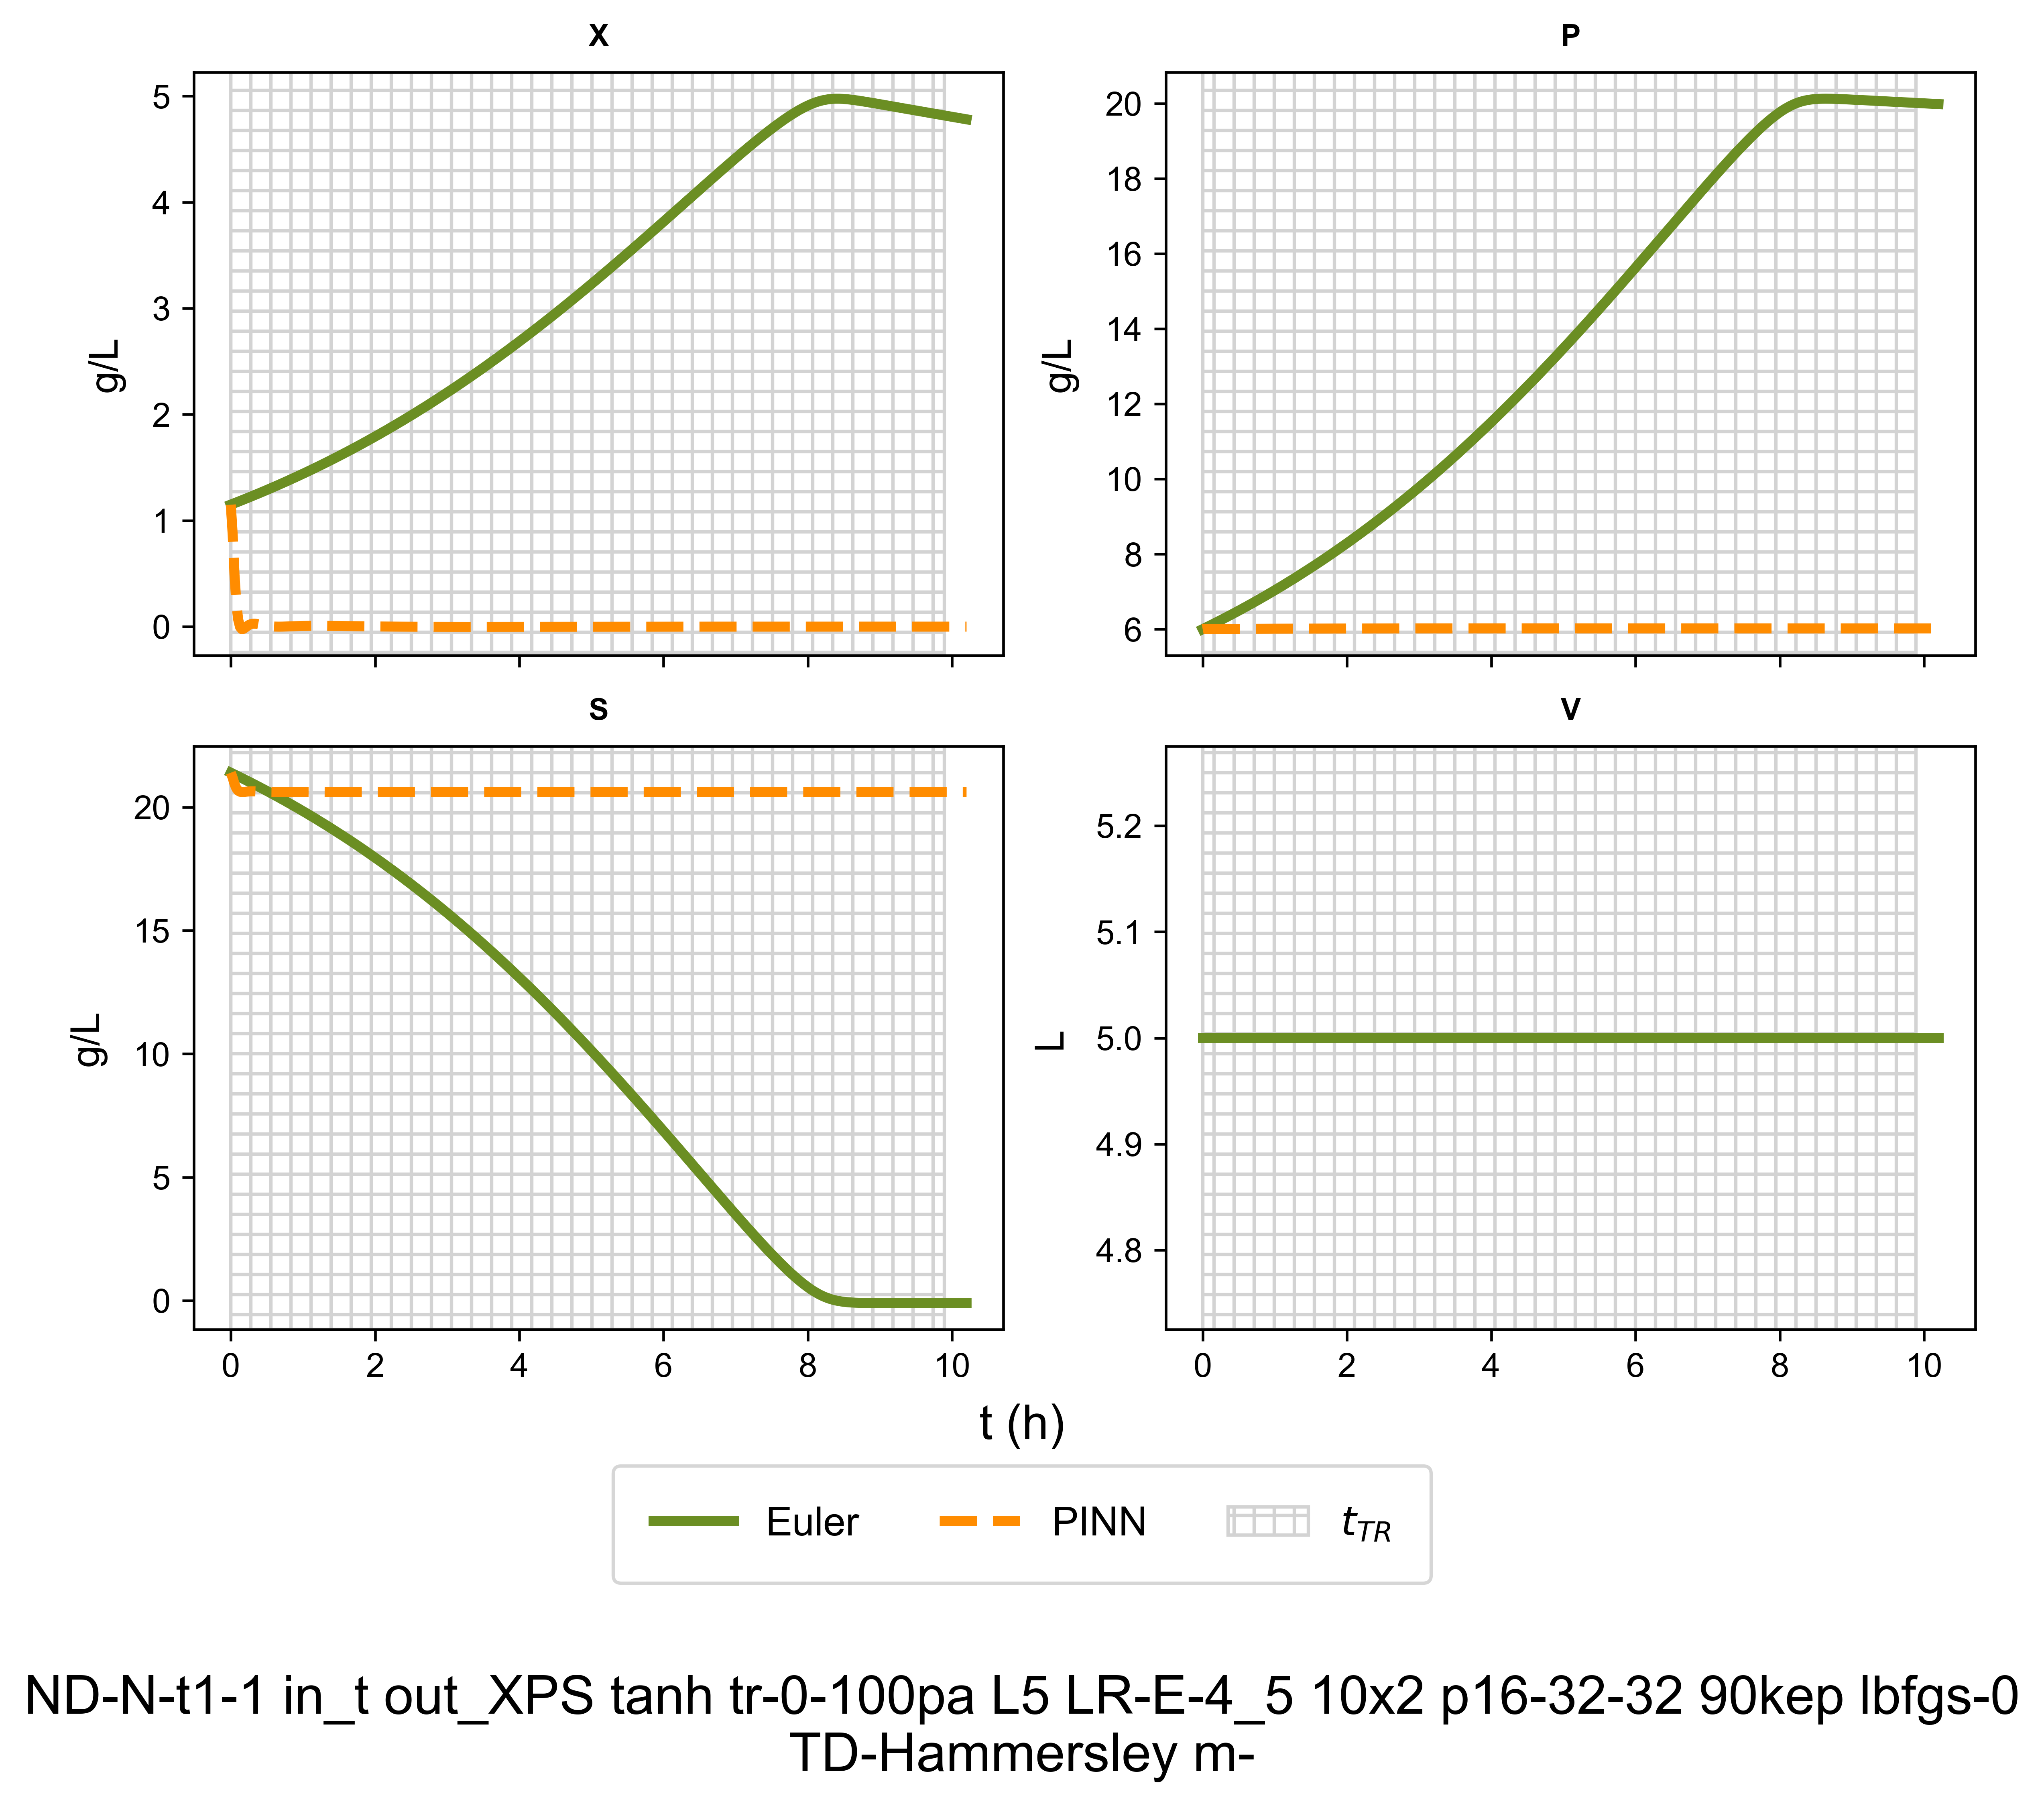 X
P
5
4
3
2
1
0
g/L
20
18
16
14
12
10
8
6
g/L
S
V
20
15
10
5
0
g/L
0 2 4 6 8 10
5.2
5.1
5.0
4.9
4.8
L
0 2 4 6 8 10
t (h)
Euler PINN t_TR
ND-N-t1-1 in_t out_XPS tanh tr-0-100pa L5 LR-E-4_5 10x2 p16-32-32 90kep lbfgs-0
TD-Hammersley m-